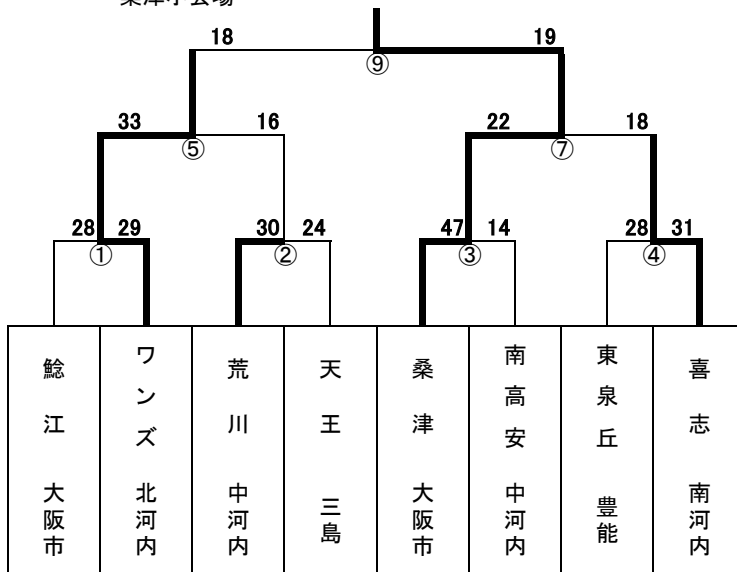 18 19
⑨
33 16 22 18
⑤ ⑦
28 29 30 24 47 14 28 31
① ② ③ ④
鯰江 大阪市
ワンズ 北河内
荒川 中河内
天王 三島
桑津 大阪市
南高安 中河内
東泉丘 豊能
喜志 南河内